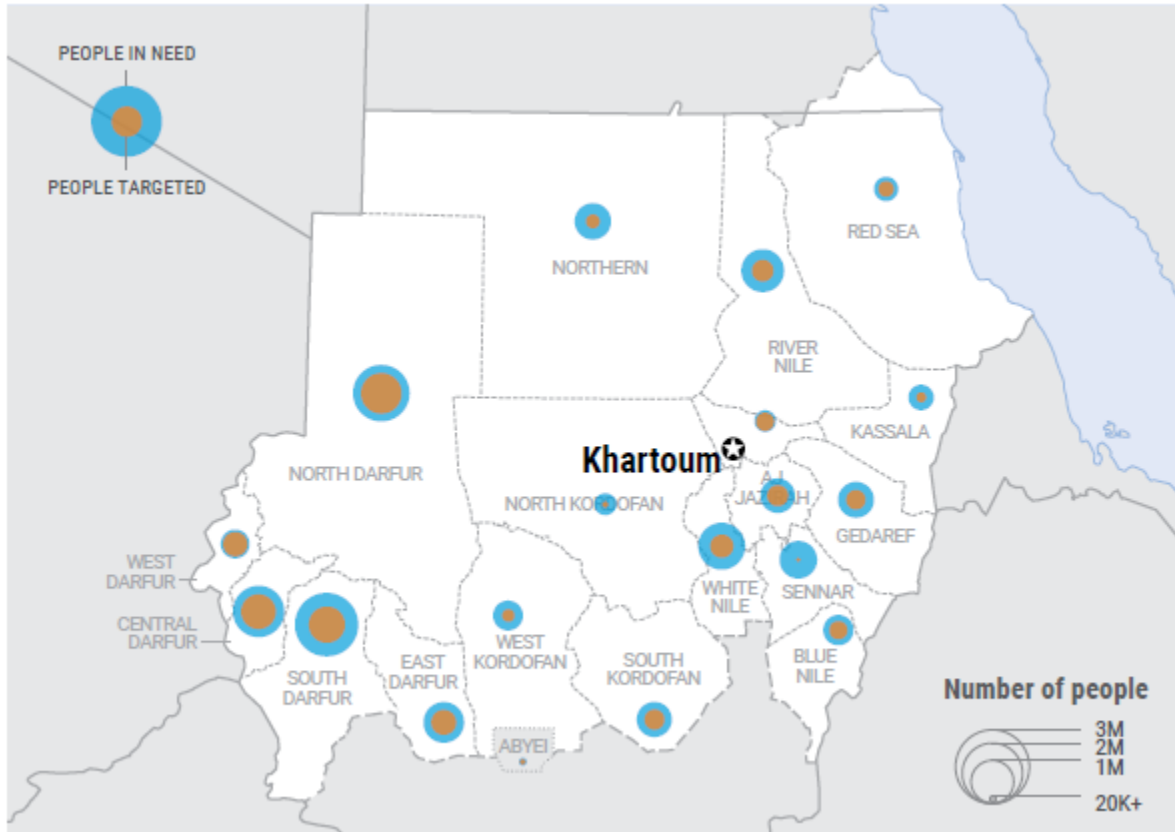 PEOPLE IN NEED
PEOPLE TARGETED
RED SEA
NORTHERN
RIVER
NILE
KASSALA
Khartoum
NORTH DARFUR
AJ
JAZIRAH
NORTH KORDOFAN
GEDAREF
WEST
DARFUR
WHITE
NILE
SENNAR
CENTRAL
DARFUR
WEST
KORDOFAN
EAST
DARFUR
SOUTH
KORDOFAN
BLUE
NILE
SOUTH
DARFUR
ABYEI
Number of people
3M
2M
1M
20K+